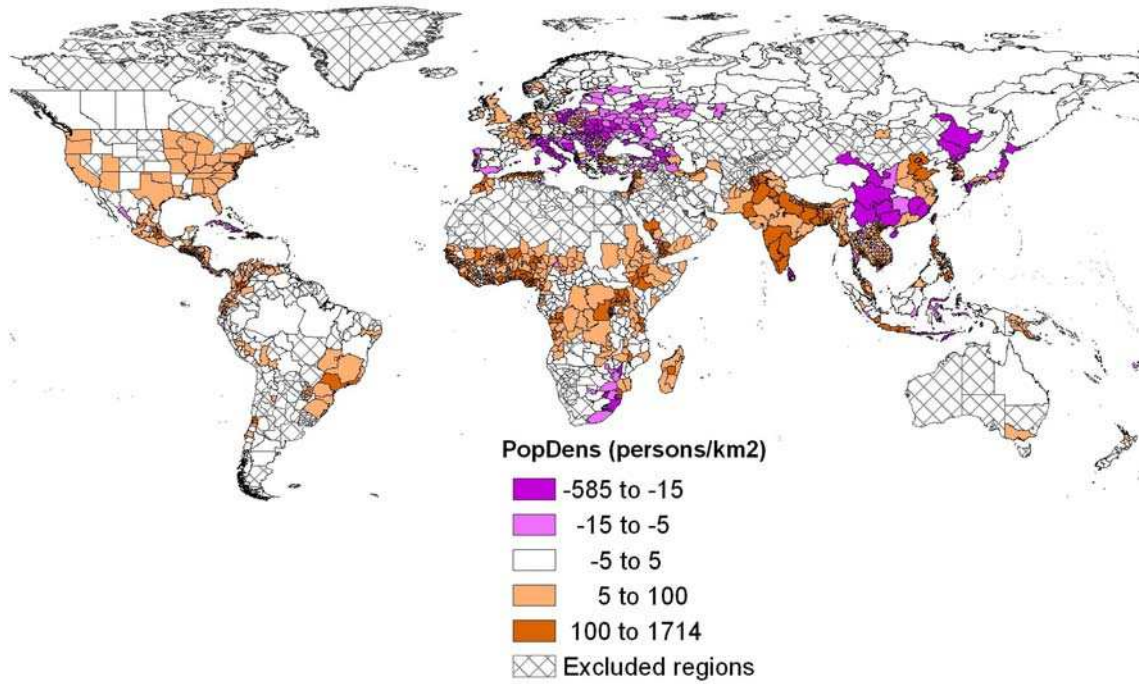 PopDens (persons/km2)
-585 to -15
-15 to -5
-5 to 5
5 to 100
100 to 1714
Excluded regions